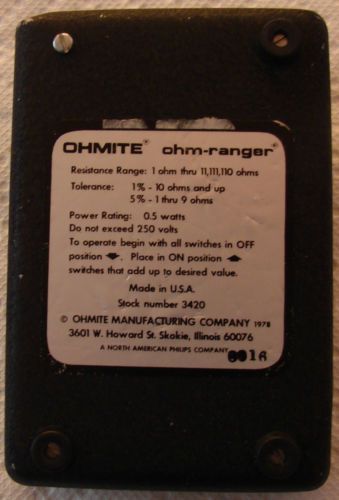 OHMITE® ohm-ranger®
Resistance Range: 1 ohm thru 11,111,110 ohms
Tolerance: 1% - 10 ohms and up
5% - 1 thru 9 ohms
Power Rating: 0.5 watts
Do not exceed 250 volts
To operate begin with all switches in OFF
position. Place in ON position
switches that add up to desired value.
Made in U.S.A.
Stock number 3420
© OHMITE MANUFACTURING COMPANY 1978
3601 W. Howard St. Skokie, Illinois 60076
A NORTH AMERICAN PHILIPS COMPANY